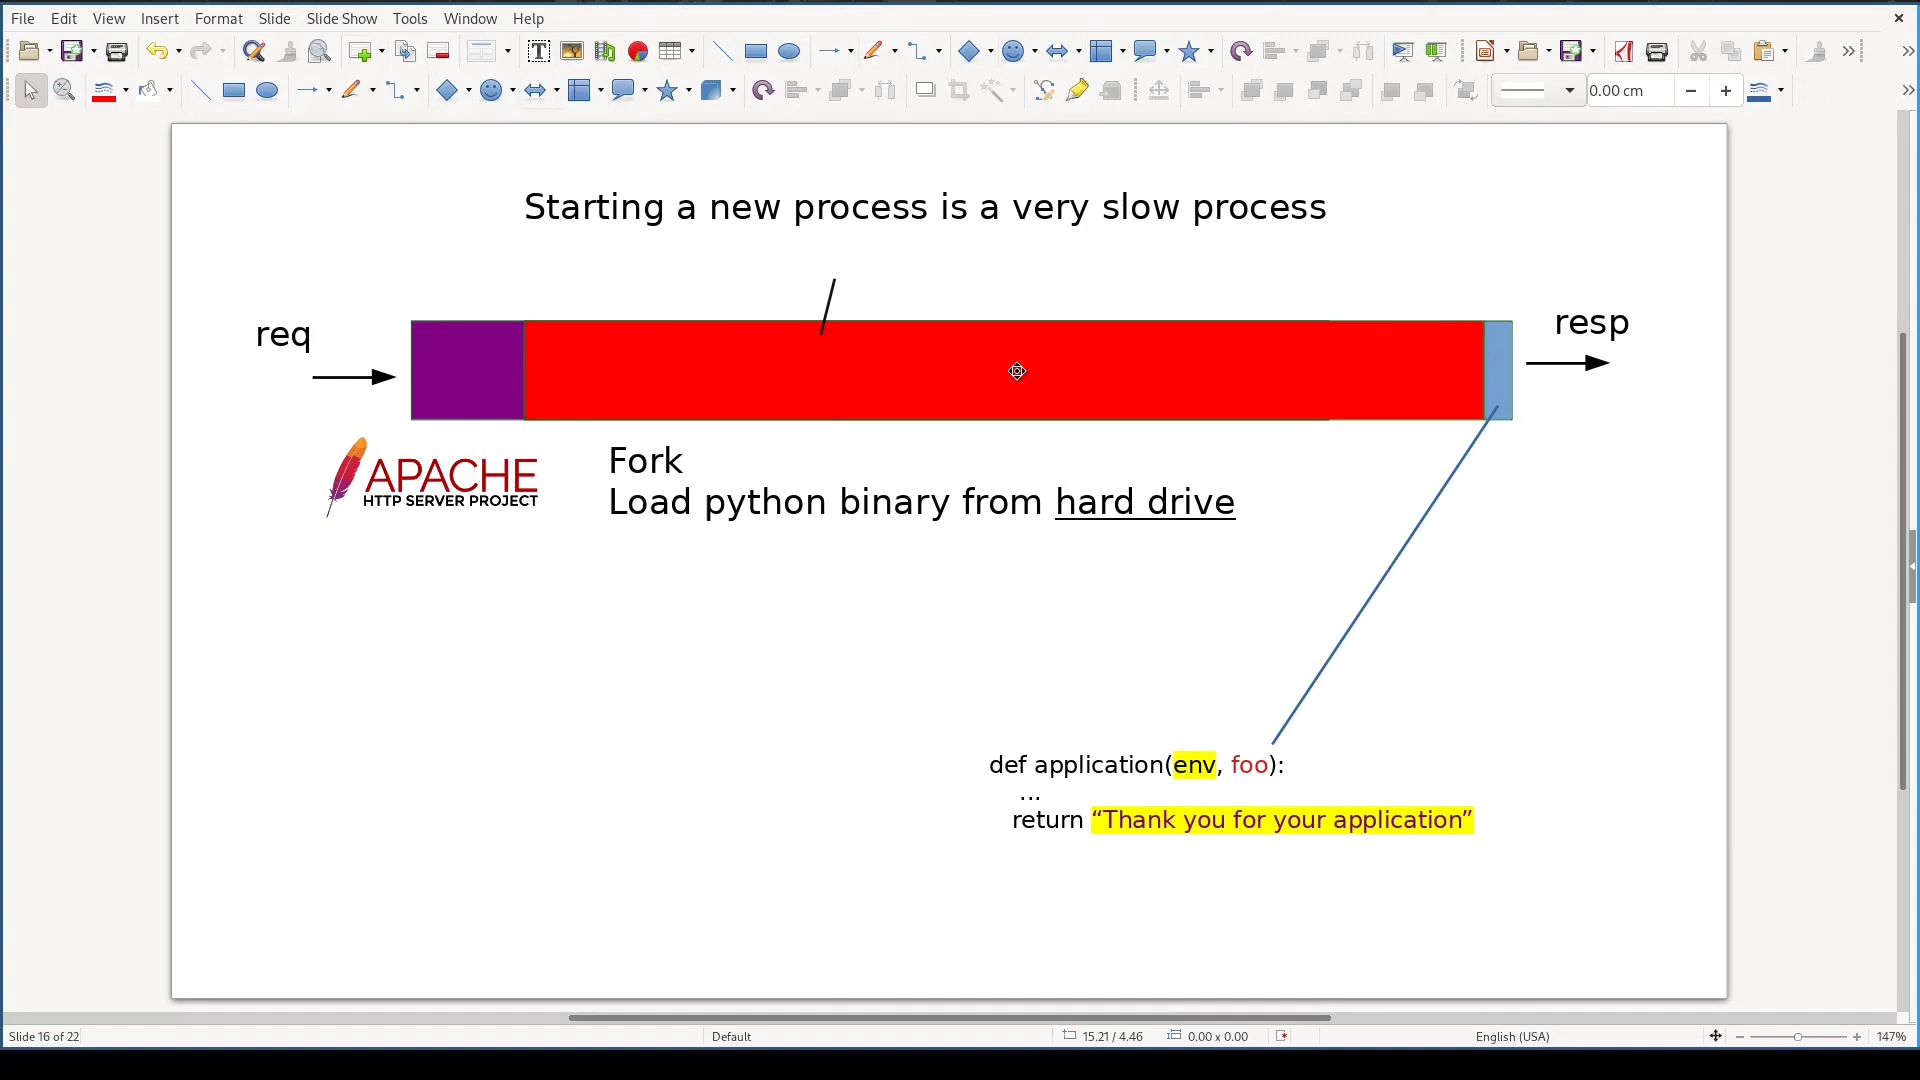 File Edit View Insert Format Slide Slide Show Tools Window Help
0.00 cm
Starting a new process is a very slow process
req
resp
APACHE
HTTP SERVER PROJECT
Fork
Load python binary from hard drive
def application(env, foo):
...
return “Thank you for your application”
Slide 16 of 22
Default
15.21 / 4.46
0.00 x 0.00
English (USA)
147%